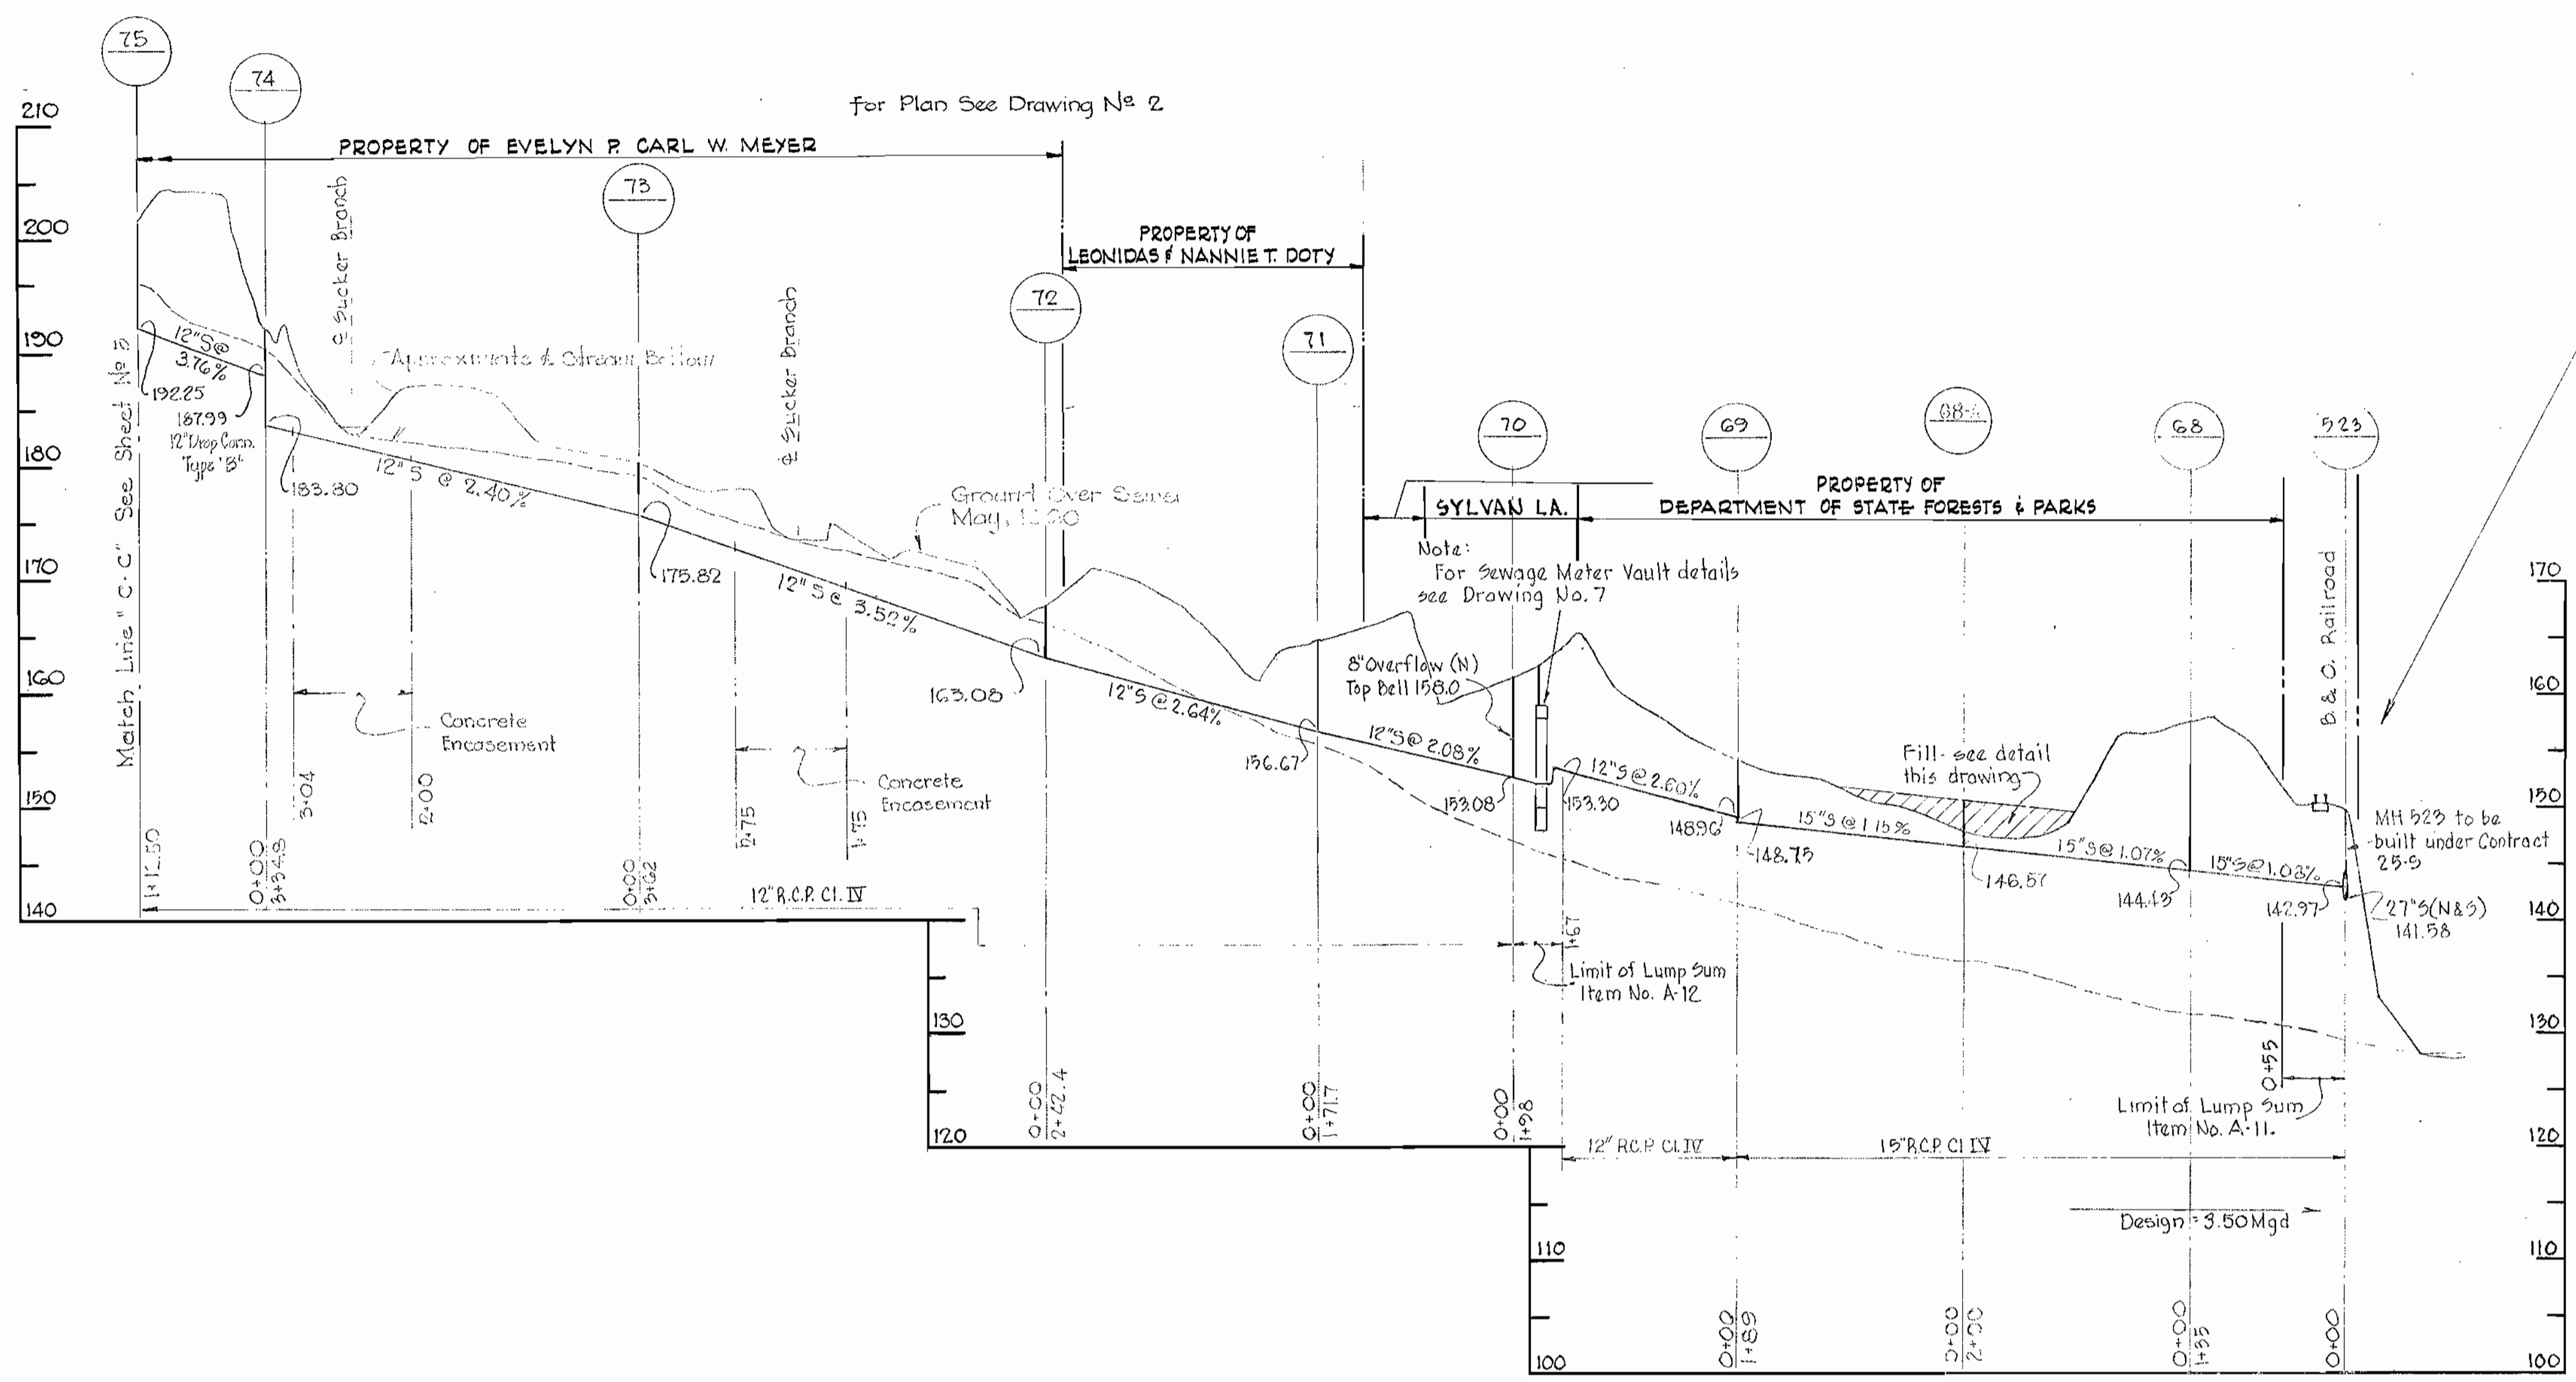 75
74
For Plan See Drawing Nº 2
210
PROPERTY OF EVELYN P. CARL W. MEYER
73
℄ Sucker Branch
200
PROPERTY OF
LEONIDAS & NANNIE T. DOTY
72
℄ Sucker Branch
71
190
12"S@
3.76%
Approximate ℄ Stream Bellow
192.25
187.99
12" Drop Conn.
Type "B"
Match Line "C-C" See Sheet Nº
70
69
68-A
68
523
180
183.80
12" S @ 2.40%
Ground Over Sewer
May,
SYLVAN LA.
PROPERTY OF
DEPARTMENT OF STATE FORESTS & PARKS
Note:
For Sewage Meter Vault details
see Drawing No. 7
170
175.82
12" S @ 3.52%
170
B. & O. Railroad
160
163.08
12"S @ 2.64%
8" Overflow (N)
Top Bell 158.0
160
Concrete
Encasement
Concrete
Encasement
156.67
12"S@ 2.08%
12"S@2.60%
Fill-see detail
this drawing
150
153.08
153.30
148.96
148.75
15"S@1.15%
146.57
15"S@1.07%
144.43
15"S@1.03%
142.97
150
MH 523 to be
built under Contract
25-S
27"S(N&S)
141.58
3+04
2+00
2+75
1+75
1+12.50
0+00
3+34.8
0+00
3+62
12" R.C.P. Cl. IV
140
140
1+67
Limit of Lump Sum
Item No. A-12
130
130
0+00
2+42.4
0+00
1+71.7
0+00
1+98
0+55
Limit of Lump Sum
Item No. A-11.
120
12" R.C.P. Cl. IV
15"R.C.P. Cl IV
120
Design = 3.50 Mgd
110
110
0+00
1+89
0+00
2+00
0+00
1+35
0+00
100
100